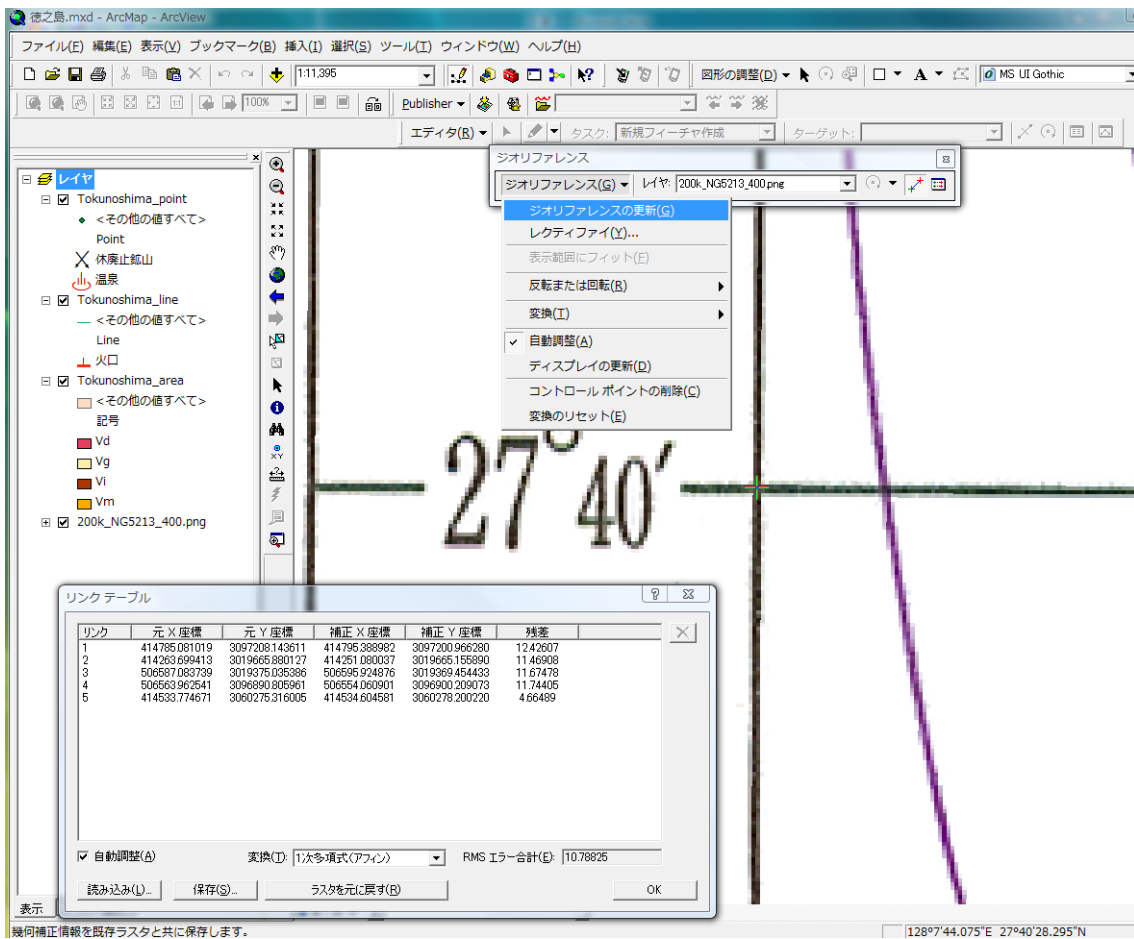 徳之島.mxd - ArcMap - ArcView
ファイル(F) 編集(E) 表示(V) ブックマーク(B) 挿入(I) 選択(S) ツール(T) ウィンドウ(W) ヘルプ(H)
1:11,395 図形の調整(D) A MS UI Gothic
100% Publisher
エディタ(R) タスク: 新規フィーチャ作成 ターゲット:
ジオリファレンス
ジオリファレンス(G) レイヤ: 200k_NG5213_400.png
ジオリファレンスの更新(G)
レクティファイ(Y)...
表示範囲にフィット(F)
反転または回転(R)
変換(T)
自動調整(A)
ディスプレイの更新(D)
コントロール ポイントの削除(C)
変換のリセット(E)
レイヤ
Tokunoshima_point
<その他の値すべて>
Point
休廃止鉱山
温泉
Tokunoshima_line
<その他の値すべて>
Line
火口
Tokunoshima_area
<その他の値すべて>
記号
Vd
Vg
Vi
Vm
200k_NG5213_400.png
27°40′
リンク テーブル
リンク 元 X 座標 元 Y 座標 補正 X 座標 補正 Y 座標 残差
1 414785.081019 3097208.143611 414795.388982 3097200.966280 12.42607
2 414263.699413 3019665.880127 414251.080037 3019665.155890 11.46908
3 506587.083739 3019375.035386 506595.924876 3019369.454433 11.67478
4 506563.962541 3096890.805961 506554.060901 3096900.209073 11.74405
5 414533.774671 3060275.316005 414534.604581 3060278.200220 4.66489
自動調整(A) 変換(T): 1次多項式(アフィン) RMS エラー合計(E): 10.78825
読み込み(L)... 保存(S)... ラスタを元に戻す(R) OK
表示
幾何補正情報を既存ラスタと共に保存します。 128°7'44.075"E 27°40'28.295"N